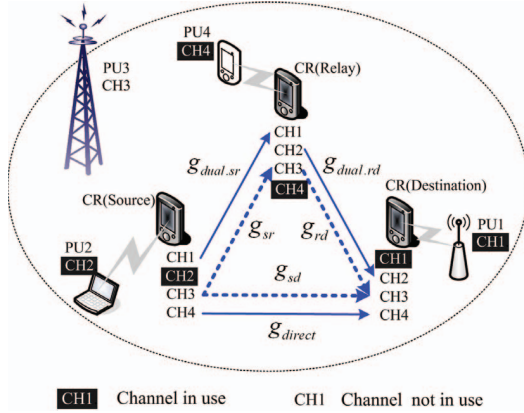 PU4
CH4
PU3
CH3
CR(Relay)
CH1
CH2
CH3
CH4
g_dual.sr
g_dual.rd
CR(Source)
CR(Destination)
PU2
CH2
g_sr
g_rd
PU1
CH1
CH1
CH2
CH3
CH4
g_sd
CH1
CH2
CH3
CH4
g_direct
CH1 Channel in use
CH1 Channel not in use